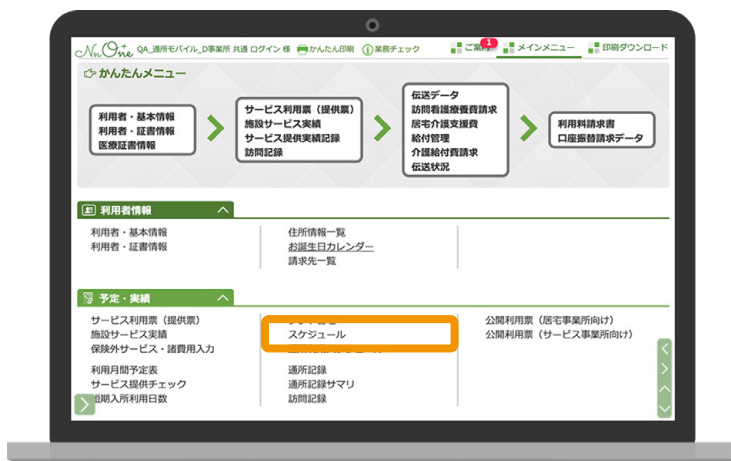 NnOne QA_通所モバイル_D事業所 共通 ログイン 様 かんたん印刷 業務チェック ご案 1 メインメニュー 印刷ダウンロード
かんたんメニュー
利用者・基本情報
利用者・証書情報
医療証書情報
サービス利用票（提供票）
施設サービス実績
サービス提供実績記録
訪問記録
伝送データ
訪問看護療養費請求
居宅介護支援費
給付管理
介護給付費請求
伝送状況
利用料請求書
口座振替請求データ
利用者情報
利用者・基本情報
利用者・証書情報
住所情報一覧
お誕生日カレンダー
請求先一覧
予定・実績
サービス利用票（提供票）
施設サービス実績
保険外サービス・諸費用入力
利用月間予定表
サービス提供チェック
短期入所利用日数
スケジュール
通所記録
通所記録サマリ
訪問記録
公開利用票（居宅事業所向け）
公開利用票（サービス事業所向け）